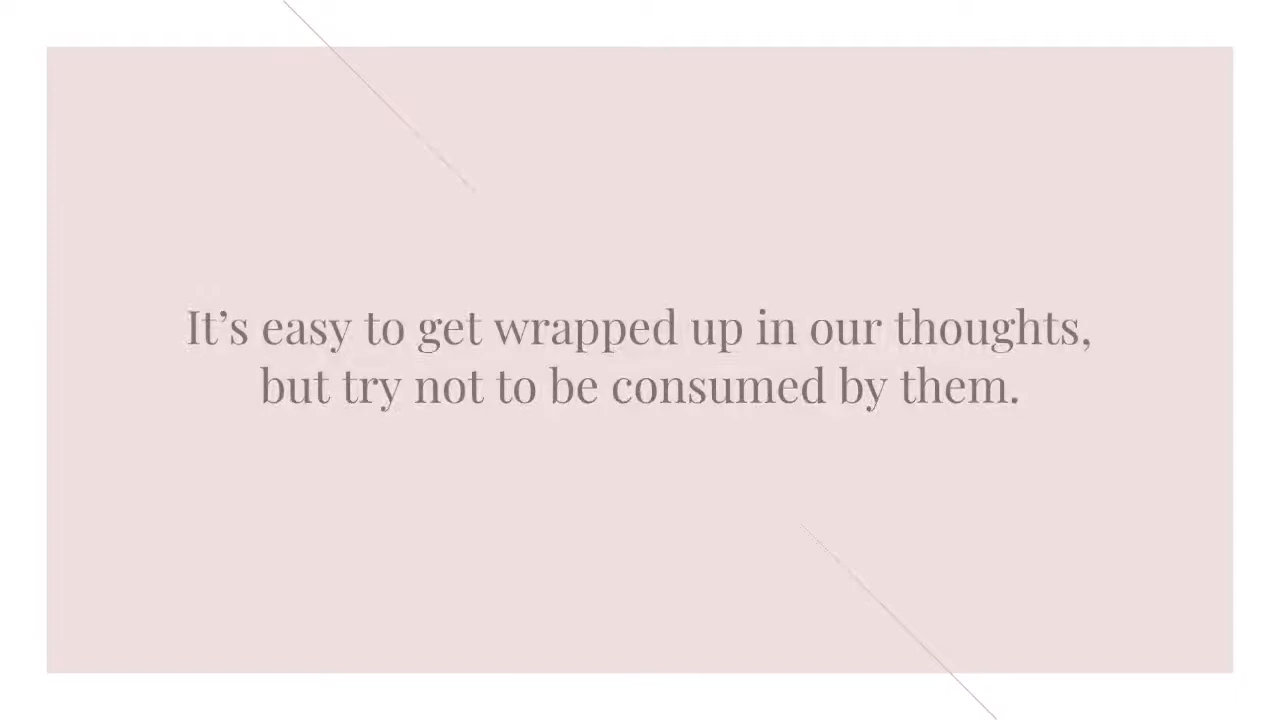 It’s easy to get wrapped up in our thoughts,
but try not to be consumed by them.